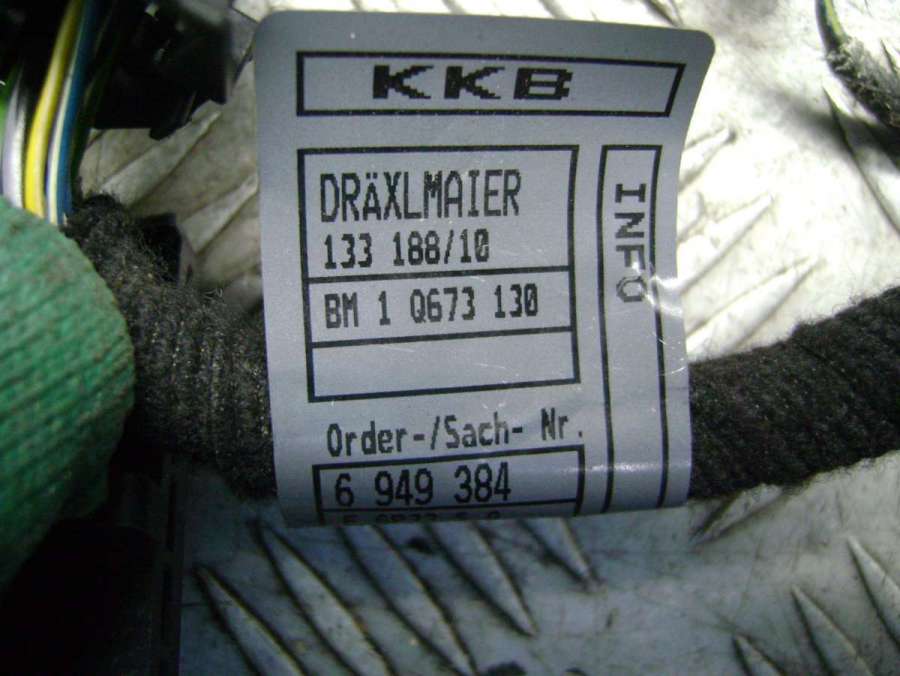 KKB
DRÄXLMAIER
133 188/10
BM 1 Q673 130
Order-/Sach- Nr.
6 949 384
INFO